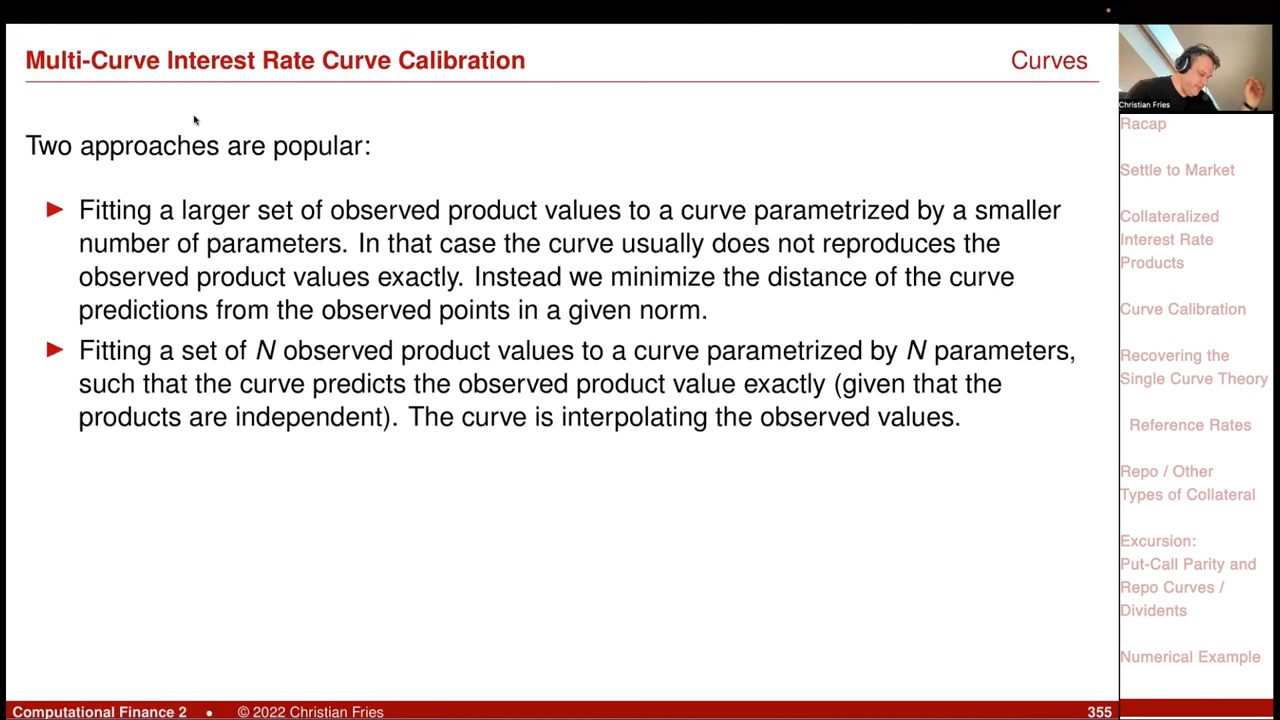 Multi-Curve Interest Rate Curve Calibration
Curves
Two approaches are popular:
Fitting a larger set of observed product values to a curve parametrized by a smaller
number of parameters. In that case the curve usually does not reproduces the
observed product values exactly. Instead we minimize the distance of the curve
predictions from the observed points in a given norm.
Fitting a set of N observed product values to a curve parametrized by N parameters,
such that the curve predicts the observed product value exactly (given that the
products are independent). The curve is interpolating the observed values.
Christian Fries
Racap
Settle to Market
Collateralized
Interest Rate
Products
Curve Calibration
Recovering the
Single Curve Theory
Reference Rates
Repo / Other
Types of Collateral
Excursion:
Put-Call Parity and
Repo Curves /
Dividents
Numerical Example
Computational Finance 2 • © 2022 Christian Fries
355